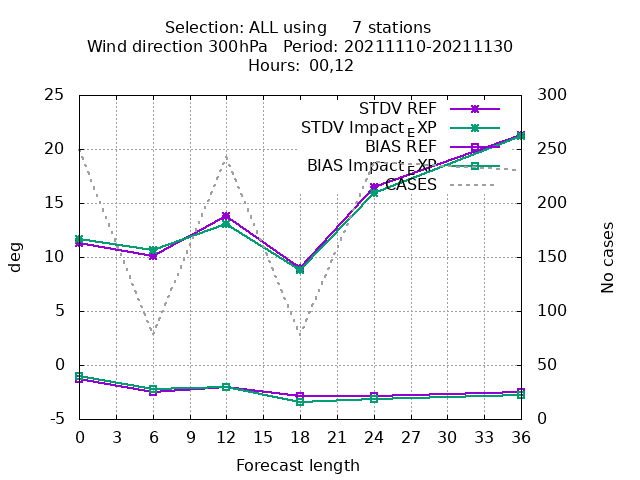 Selection: ALL using 7 stations
Wind direction 300hPa Period: 20211110-20211130
Hours: 00,12
25
20
15
10
5
0
-5
deg
300
250
200
150
100
50
0
No cases
STDV REF
STDV Impact_EXP
BIAS REF
BIAS Impact_EXP
CASES
0 3 6 9 12 15 18 21 24 27 30 33 36
Forecast length